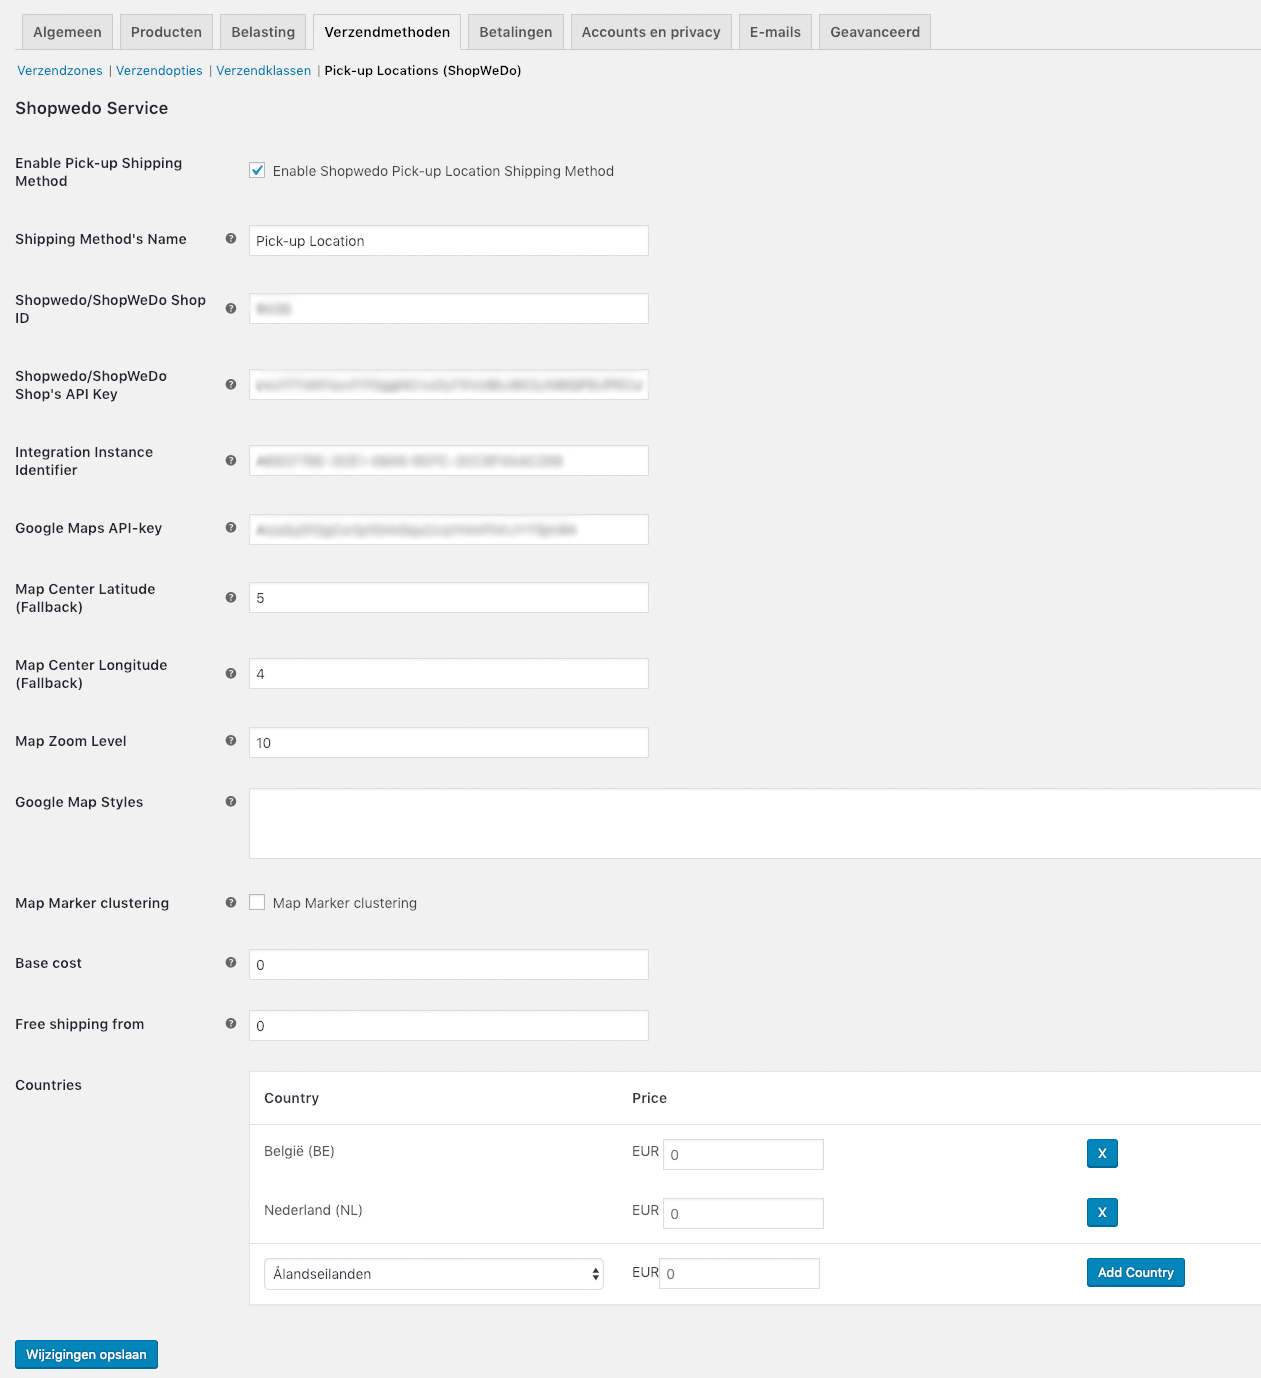 Algemeen Producten Belasting Verzendmethoden Betalingen Accounts en privacy E-mails Geavanceerd
Verzendzones | Verzendopties | Verzendklassen | Pick-up Locations (ShopWeDo)
Shopwedo Service
Enable Pick-up Shipping
Method
Enable Shopwedo Pick-up Location Shipping Method
Shipping Method's Name
Pick-up Location
Shopwedo/ShopWeDo Shop
ID
Shopwedo/ShopWeDo
Shop's API Key
Integration Instance
Identifier
Google Maps API-key
Map Center Latitude
(Fallback)
5
Map Center Longitude
(Fallback)
4
Map Zoom Level
10
Google Map Styles
Map Marker clustering
Map Marker clustering
Base cost
0
Free shipping from
0
Countries
Country Price
België (BE) EUR 0 X
Nederland (NL) EUR 0 X
Ålandseilanden EUR 0 Add Country
Wijzigingen opslaan